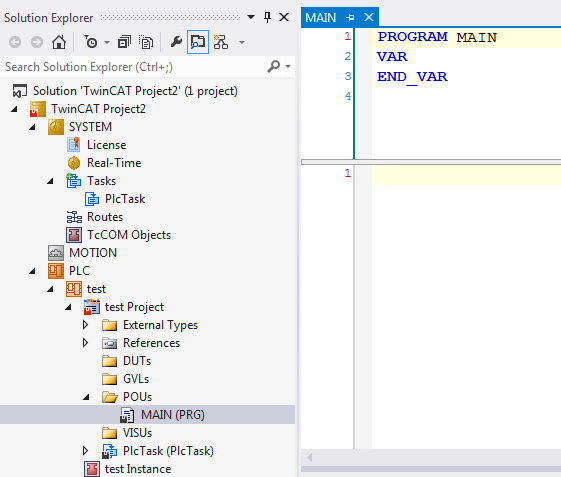 Solution Explorer
Search Solution Explorer (Ctrl+;)
Solution 'TwinCAT Project2' (1 project)
TwinCAT Project2
SYSTEM
License
Real-Time
Tasks
PlcTask
Routes
TcCOM Objects
MOTION
PLC
test
test Project
External Types
References
DUTs
GVLs
POUs
MAIN (PRG)
VISUs
PlcTask (PlcTask)
test Instance
MAIN
1 PROGRAM MAIN
2 VAR
3 END_VAR
4
1